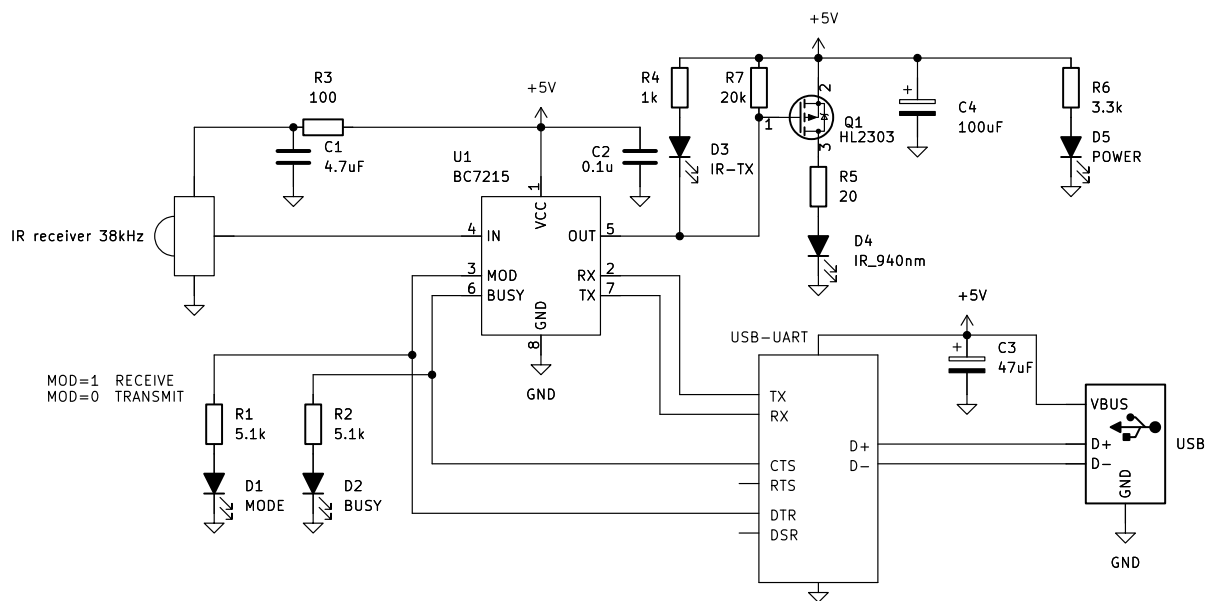 +5V
R3
100
+5V
R4
1k
R7
20k
2
1
Q1
HL2303
3
+
C4
100uF
R6
3.3k
C1
4.7uF
U1
BC7215
C2
0.1u
D3
IR-TX
D5
POWER
R5
20
IR receiver 38kHz
1
VCC
4 IN
OUT 5
3 MOD
RX 2
6 BUSY
TX 7
GND
8
GND
D4
IR_940nm
+5V
USB-UART
+
C3
47uF
MOD=1 RECEIVE
MOD=0 TRANSMIT
R1
5.1k
R2
5.1k
D1
MODE
D2
BUSY
TX
RX
CTS
RTS
DTR
DSR
D+
D-
VBUS
D+
D-
GND
USB
GND